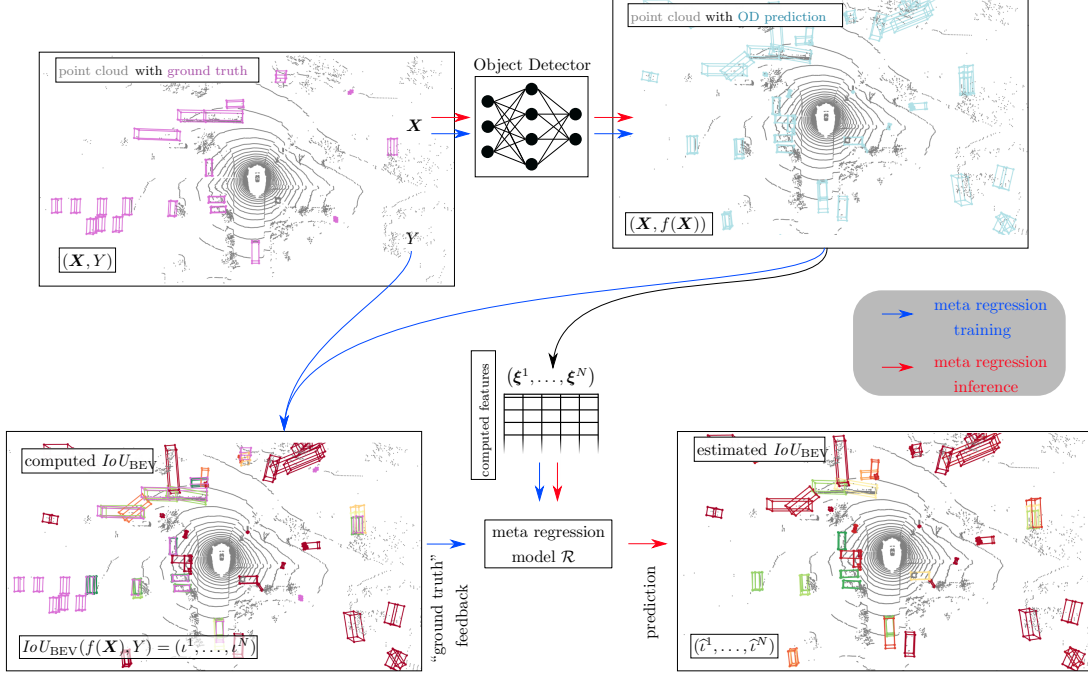 point cloud with OD prediction
point cloud with ground truth
Object Detector
X
(X, f(X))
Y
(X, Y)
meta regression
training
meta regression
inference
computed features
(ξ¹, . . . , ξᴺ)
computed IoU_BEV
estimated IoU_BEV
meta regression
model R
"ground truth"
feedback
prediction
IoU_BEV(f(X), Y) = (ι¹, . . . , ιᴺ)
(ι̂¹, . . . , ι̂ᴺ)